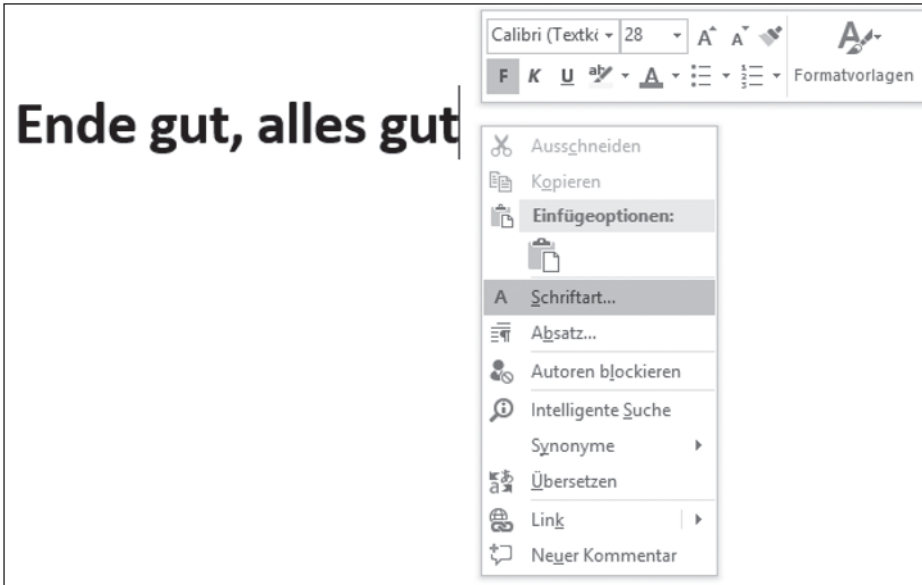 Calibri (Textkö 28 A A A
F K U aby A Formatvorlagen
Ende gut, alles gut
Ausschneiden
Kopieren
Einfügeoptionen:
A Schriftart...
Absatz...
Autoren blockieren
Intelligente Suche
Synonyme
Übersetzen
Link
Neuer Kommentar